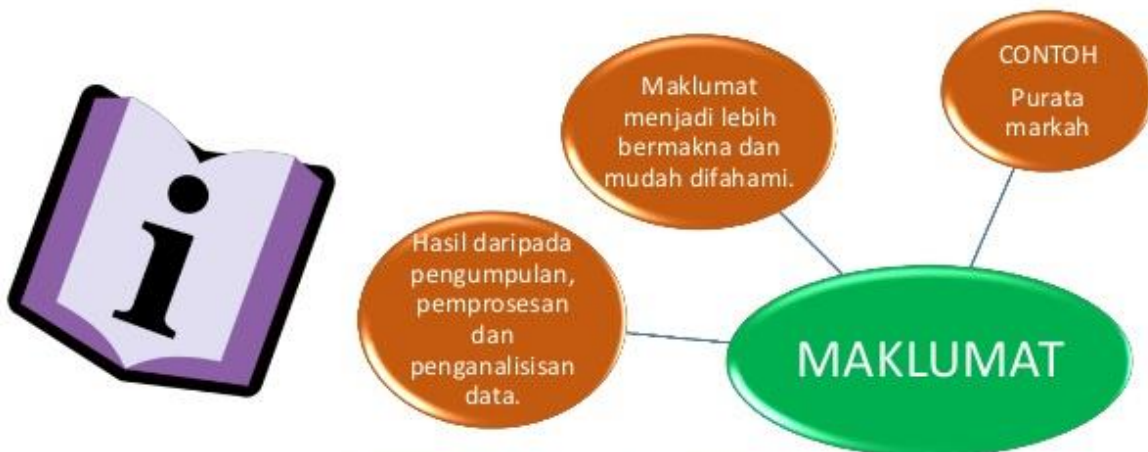 i
Hasil daripada
pengumpulan,
pemprosesan
dan
penganalisisan
data.
Maklumat
menjadi lebih
bermakna dan
mudah difahami.
CONTOH
Purata
markah
MAKLUMAT